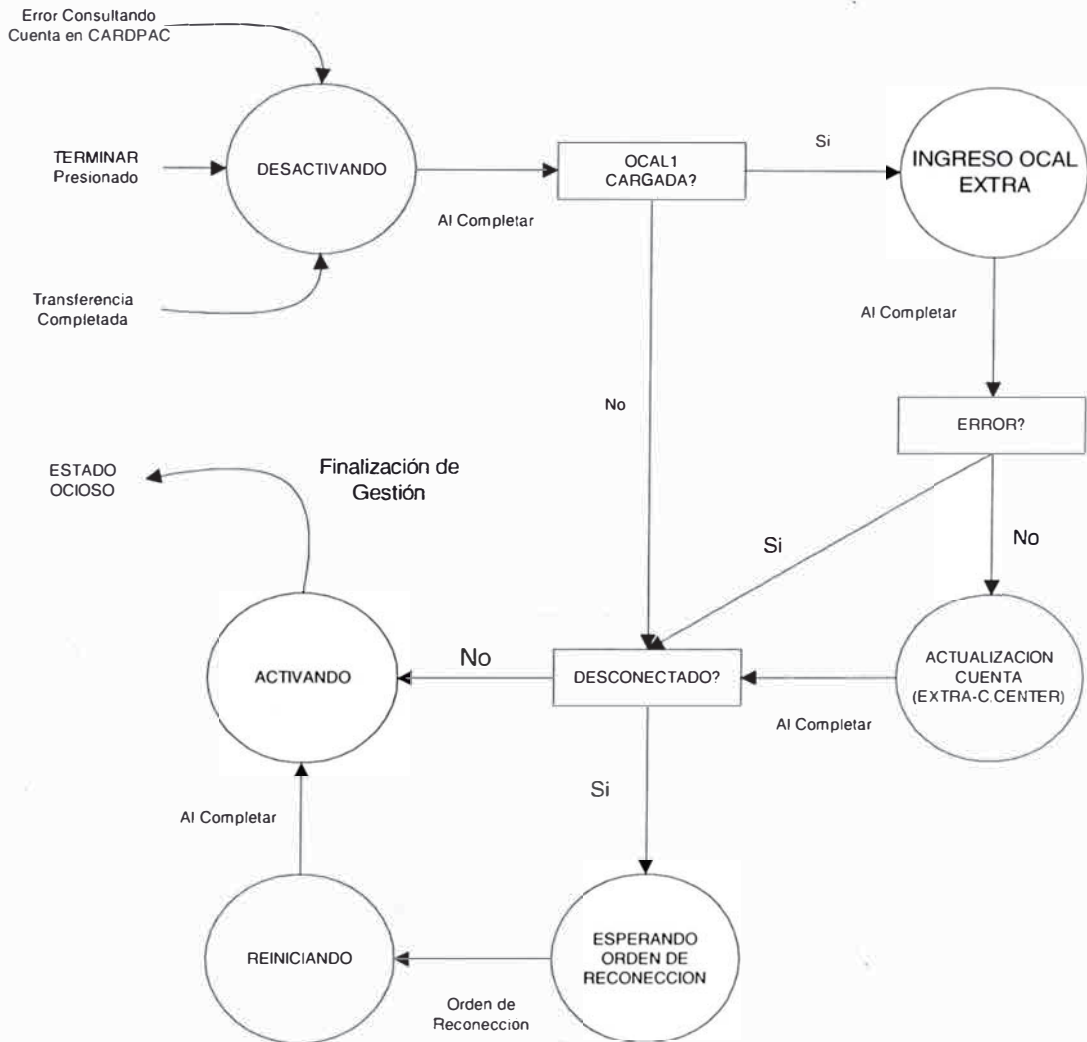 Error Consultando
Cuenta en CARDPAC
TERMINAR
Presionado
DESACTIVANDO
Al Completar
OCAL1
CARGADA?
Si
INGRESO OCAL
EXTRA
Transferencia
Completada
Al Completar
No
ERROR?
ESTADO
OCIOSO
Finalización de
Gestión
Si
No
ACTIVANDO
No
DESCONECTADO?
Al Completar
ACTUALIZACION
CUENTA
(EXTRA-C.CENTER)
Si
Al Completar
REINICIANDO
Orden de
Reconeccion
ESPERANDO
ORDEN DE
RECONECCION